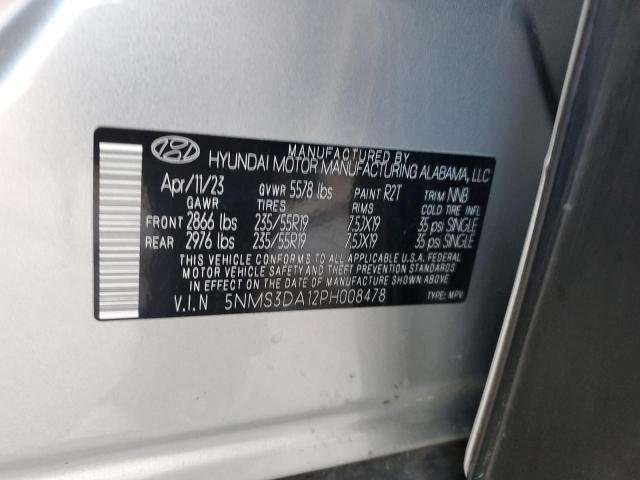 MANUFACTURED BY
HYUNDAI MOTOR MANUFACTURING ALABAMA, LLC
Apr/11/23 GVWR 5578 lbs PAINT R2T TRIM NNB
GAWR TIRES RIMS COLD TIRE INFL
FRONT 2866 lbs 235/55R19 7.5JX19 35 psi SINGLE
REAR 2976 lbs 235/55R19 7.5JX19 35 psi SINGLE
THIS VEHICLE CONFORMS TO ALL APPLICABLE U.S.A. FEDERAL
MOTOR VEHICLE SAFETY AND THEFT PREVENTION STANDARDS IN
EFFECT ON THE DATE OF MANUFACTURE SHOWN ABOVE.
V.I.N 5NMS3DA12PH008478 TYPE: MPV